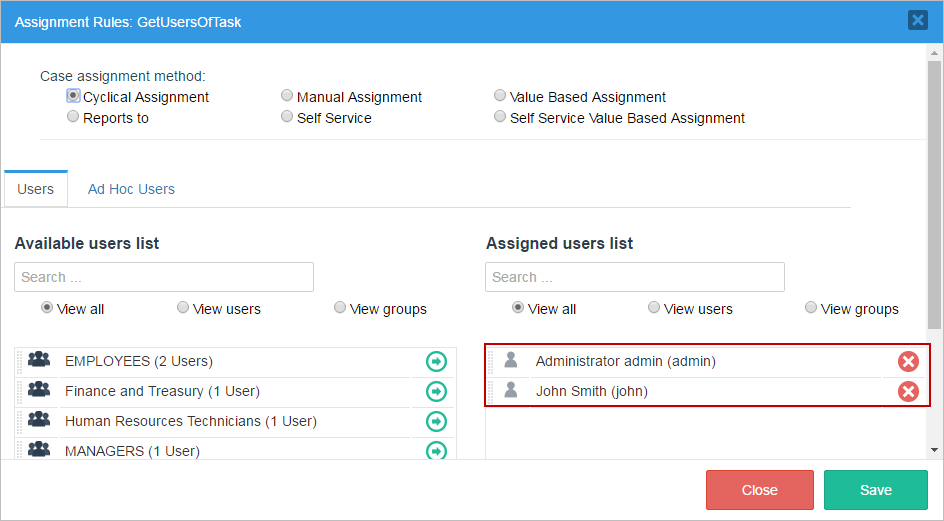 Assignment Rules: GetUsersOfTask
Case assignment method:
Cyclical Assignment Manual Assignment Value Based Assignment
Reports to Self Service Self Service Value Based Assignment
Users Ad Hoc Users
Available users list Assigned users list
Search ... Search ...
View all View users View groups View all View users View groups
EMPLOYEES (2 Users) Administrator admin (admin)
Finance and Treasury (1 User) John Smith (john)
Human Resources Technicians (1 User)
MANAGERS (1 User)
Close Save